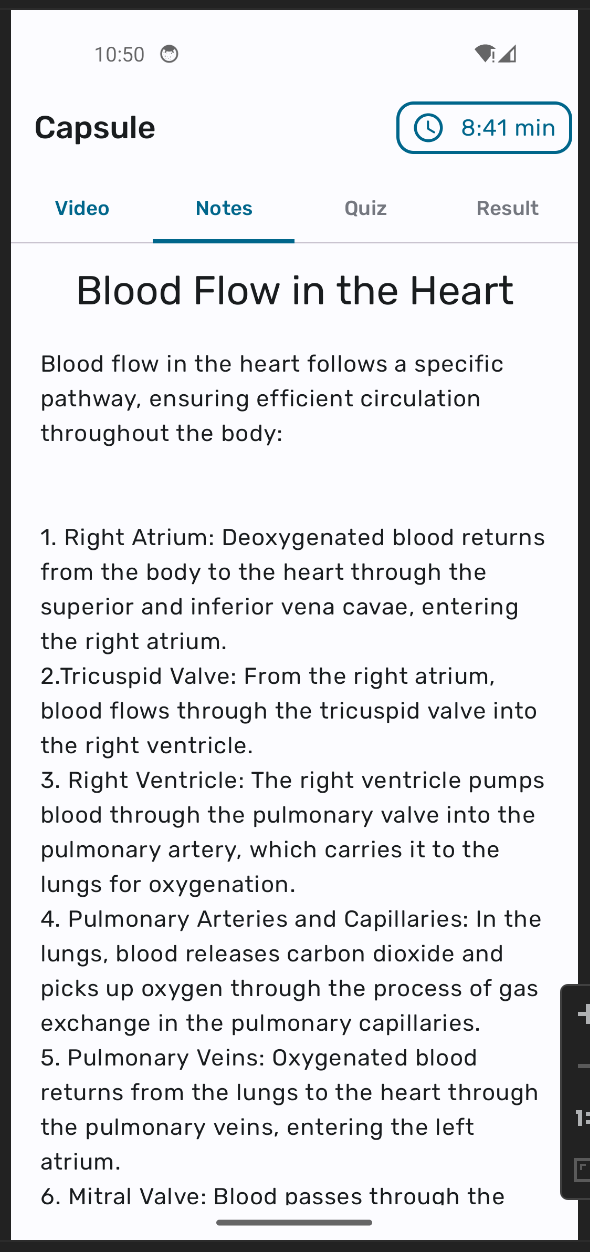 10:50
Capsule
8:41 min
Video Notes Quiz Result
Blood Flow in the Heart
Blood flow in the heart follows a specific
pathway, ensuring efficient circulation
throughout the body:
1. Right Atrium: Deoxygenated blood returns
from the body to the heart through the
superior and inferior vena cavae, entering
the right atrium.
2.Tricuspid Valve: From the right atrium,
blood flows through the tricuspid valve into
the right ventricle.
3. Right Ventricle: The right ventricle pumps
blood through the pulmonary valve into the
pulmonary artery, which carries it to the
lungs for oxygenation.
4. Pulmonary Arteries and Capillaries: In the
lungs, blood releases carbon dioxide and
picks up oxygen through the process of gas
exchange in the pulmonary capillaries.
5. Pulmonary Veins: Oxygenated blood
returns from the lungs to the heart through
the pulmonary veins, entering the left
atrium.
6. Mitral Valve: Blood passes through the